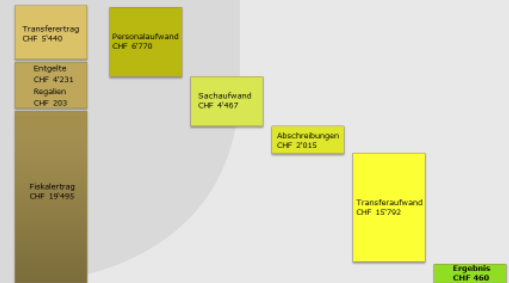 Transferertrag
CHF 5'440
Entgelte
CHF 4'231
Regalien
CHF 203
Fiskalertrag
CHF 19'495
Personalaufwand
CHF 6'770
Sachaufwand
CHF 4'467
Abschreibungen
CHF 2'015
Transferaufwand
CHF 15'792
Ergebnis
CHF 460